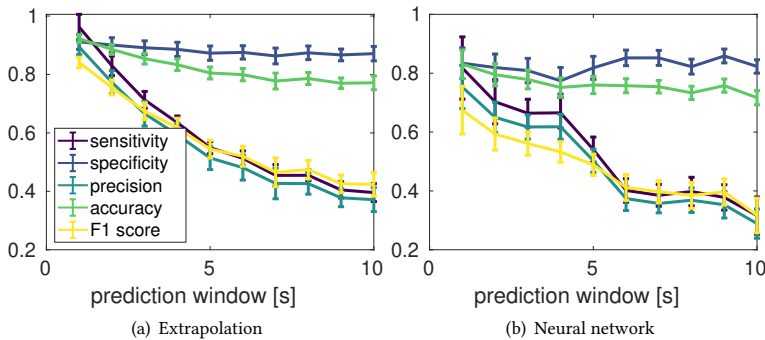 1
0.8
0.6
0.4
0.2
0
5
10
sensitivity
specificity
precision
accuracy
F1 score
prediction window [s]
(a) Extrapolation
1
0.8
0.6
0.4
0.2
0
5
10
prediction window [s]
(b) Neural network